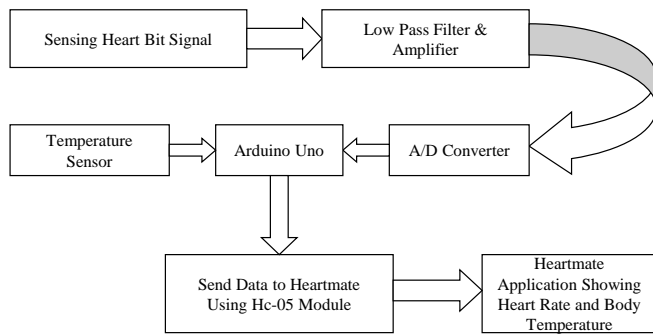 Sensing Heart Bit Signal
Low Pass Filter &
Amplifier
Temperature
Sensor
Arduino Uno
A/D Converter
Send Data to Heartmate
Using Hc-05 Module
Heartmate
Application Showing
Heart Rate and Body
Temperature